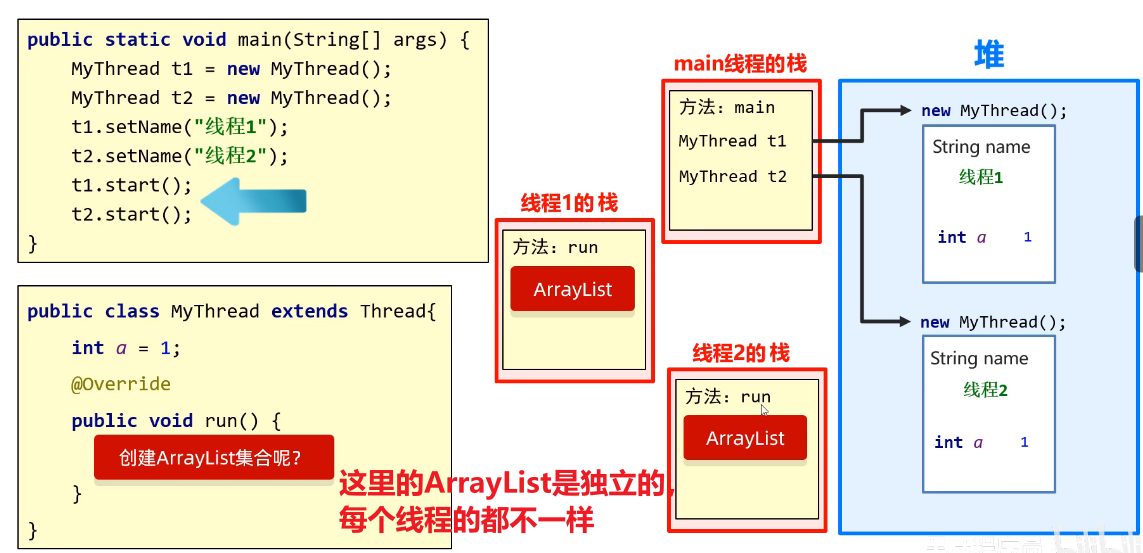 public static void main(String[] args) {
MyThread t1 = new MyThread();
MyThread t2 = new MyThread();
t1.setName("线程1");
t2.setName("线程2");
t1.start();
t2.start();
}
public class MyThread extends Thread{
int a = 1;
@Override
public void run() {
创建ArrayList集合呢?
}
}
这里的ArrayList是独立的,
每个线程的都不一样
线程1的栈
方法: run
ArrayList
main线程的栈
方法: main
MyThread t1
MyThread t2
线程2的栈
方法: run
ArrayList
堆
new MyThread();
String name
线程1
int a 1
new MyThread();
String name
线程2
int a 1